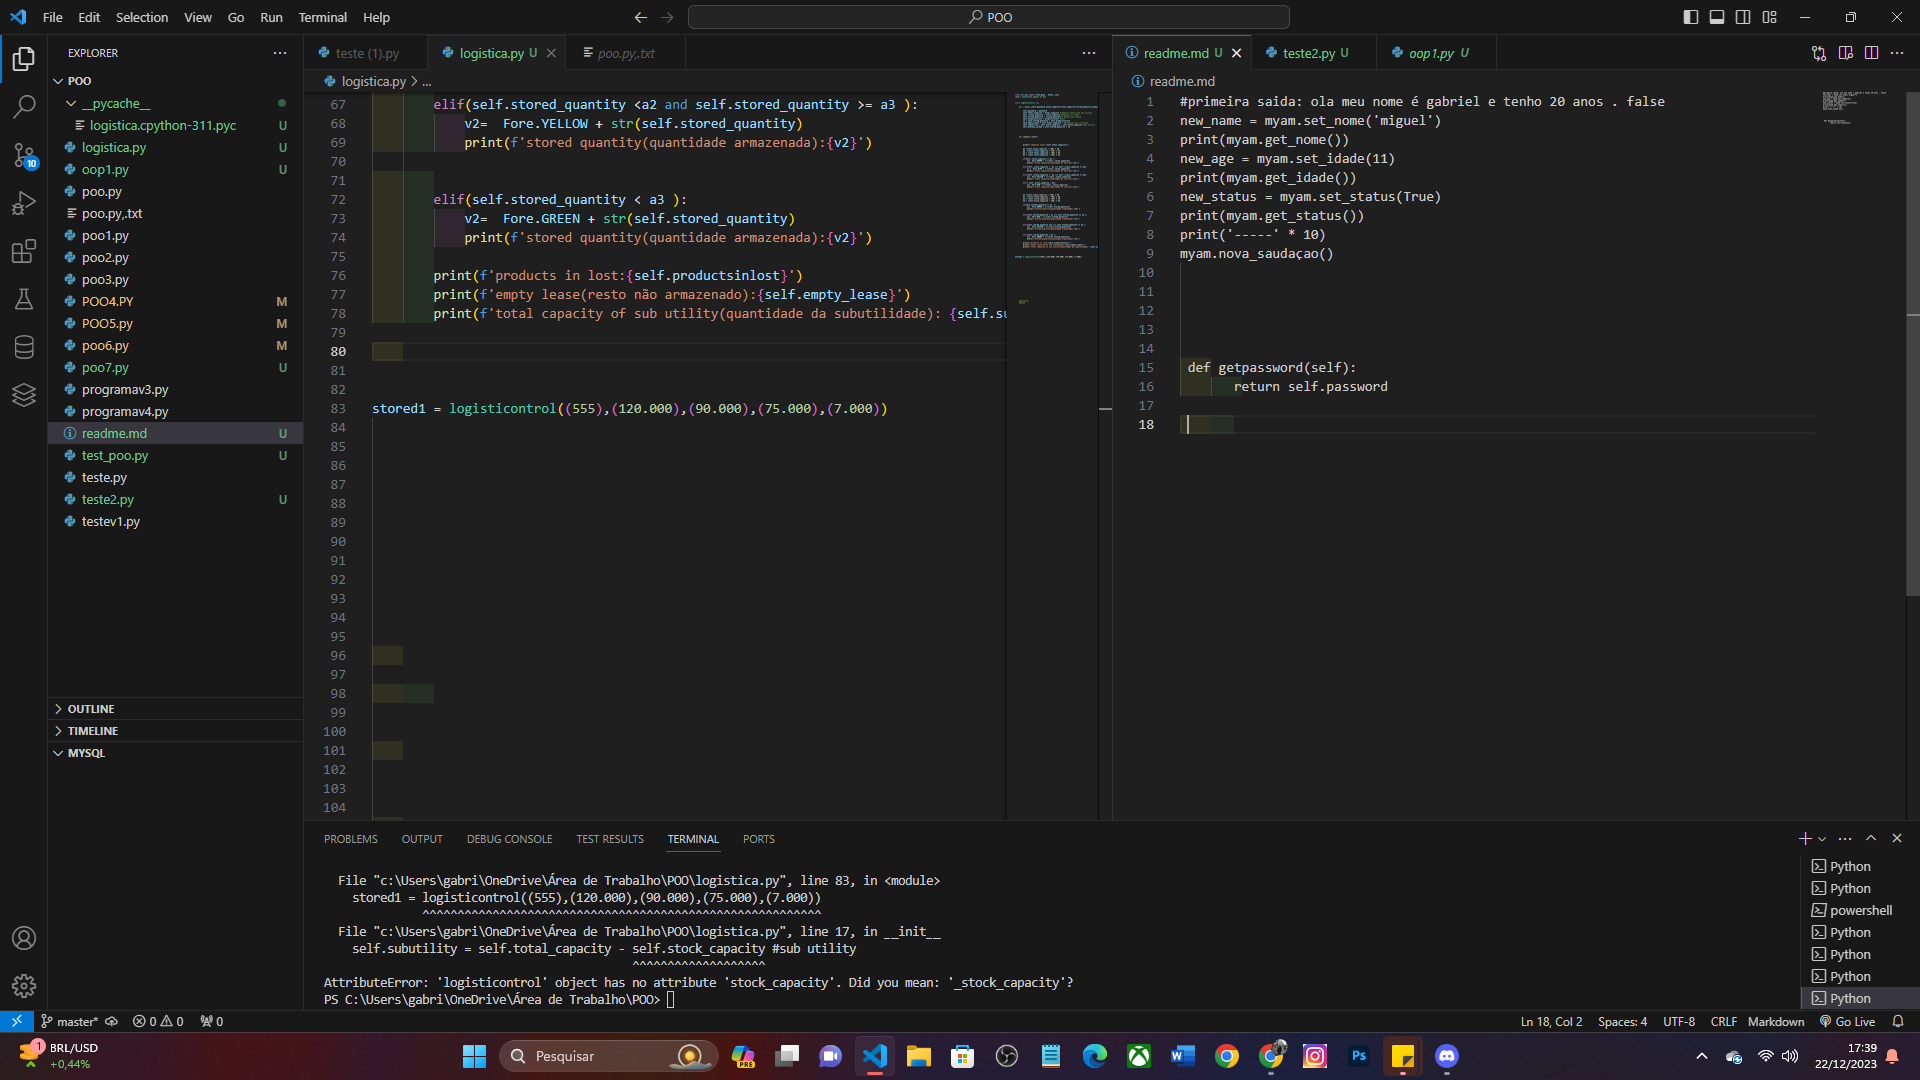 File Edit Selection View Go Run Terminal Help
POO
EXPLORER
POO
__pycache__
logistica.cpython-311.pyc U
logistica.py U
oop1.py U
poo.py
poo.py,.txt
poo1.py
poo2.py
poo3.py
POO4.PY M
POO5.py M
poo6.py M
poo7.py U
programav3.py
programav4.py
readme.md U
test_poo.py U
teste.py
teste2.py U
testev1.py
OUTLINE
TIMELINE
MYSQL
10
teste (1).py logistica.py U poo.py,.txt
logistica.py > ...
67 elif(self.stored_quantity <a2 and self.stored_quantity >= a3 ):
68 v2= Fore.YELLOW + str(self.stored_quantity)
69 print(f'stored quantity(quantidade armazenada):{v2}')
70
71
72 elif(self.stored_quantity < a3 ):
73 v2= Fore.GREEN + str(self.stored_quantity)
74 print(f'stored quantity(quantidade armazenada):{v2}')
75
76 print(f'products in lost:{self.productsinlost}')
77 print(f'empty lease(resto não armazenado):{self.empty_lease}')
78 print(f'total capacity of sub utility(quantidade da subutilidade): {self.su
79
80
81
82
83 stored1 = logisticontrol((555),(120.000),(90.000),(75.000),(7.000))
84
85
86
87
88
89
90
91
92
93
94
95
96
97
98
99
100
101
102
103
104
readme.md U teste2.py U oop1.py U
readme.md
1 #primeira saida: ola meu nome é gabriel e tenho 20 anos . false
2 new_name = myam.set_nome('miguel')
3 print(myam.get_nome())
4 new_age = myam.set_idade(11)
5 print(myam.get_idade())
6 new_status = myam.set_status(True)
7 print(myam.get_status())
8 print('-----' * 10)
9 myam.nova_saudaçao()
10
11
12
13
14
15 def getpassword(self):
16 return self.password
17
18
PROBLEMS OUTPUT DEBUG CONSOLE TEST RESULTS TERMINAL PORTS
File "c:\Users\gabri\OneDrive\Área de Trabalho\POO\logistica.py", line 83, in <module>
stored1 = logisticontrol((555),(120.000),(90.000),(75.000),(7.000))
^^^^^^^^^^^^^^^^^^^^^^^^^^^^^^^^^^^^^^^^^^^^^^^^^^^^^^^^^
File "c:\Users\gabri\OneDrive\Área de Trabalho\POO\logistica.py", line 17, in __init__
self.subutility = self.total_capacity - self.stock_capacity #sub utility
^^^^^^^^^^^^^^^^^^^
AttributeError: 'logisticontrol' object has no attribute 'stock_capacity'. Did you mean: '_stock_capacity'?
PS C:\Users\gabri\OneDrive\Área de Trabalho\POO>
Python
Python
powershell
Python
Python
Python
Python
master* 0 0 0
Ln 18, Col 2 Spaces: 4 UTF-8 CRLF Markdown Go Live
1
BRL/USD
+0,44%
Pesquisar
PRE
Ps
17:39
22/12/2023